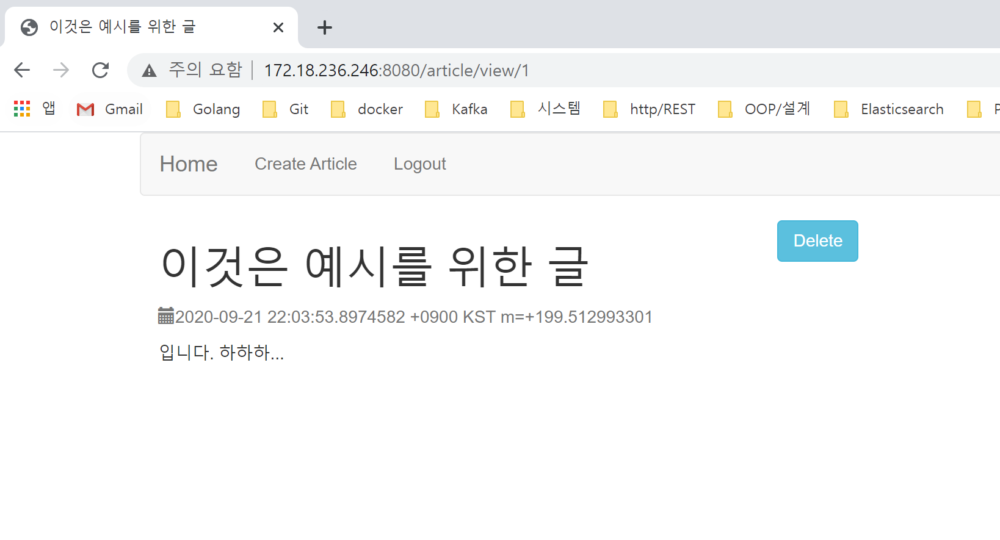 이것은 예시를 위한 글
주의 요함 172.18.236.246:8080/article/view/1
앱 Gmail Golang Git docker Kafka 시스템 http/REST OOP/설계 Elasticsearch
Home Create Article Logout
Delete
이것은 예시를 위한 글
2020-09-21 22:03:53.8974582 +0900 KST m=+199.512993301
입니다. 하하하...